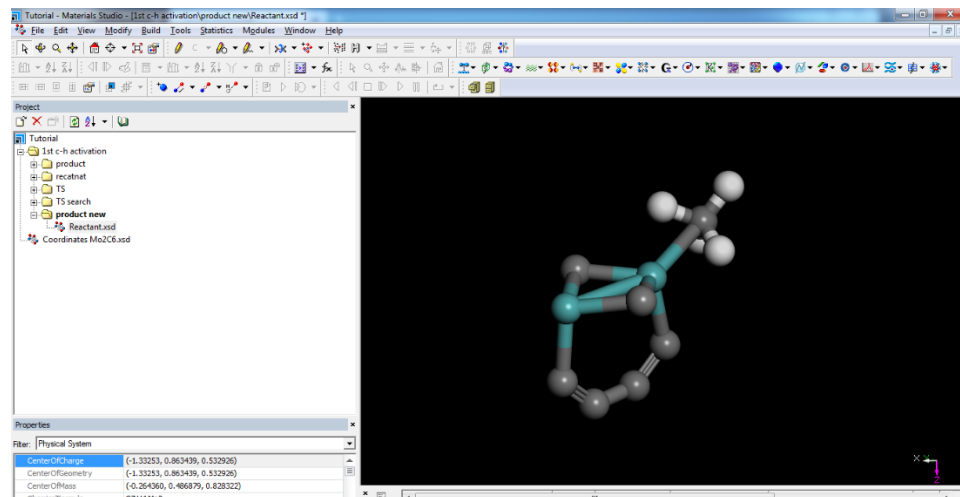 Tutorial - Materials Studio - [1st c-h activation\product new\Reactant.xsd *]
File Edit View Modify Build Tools Statistics Modules Window Help
Project
Tutorial
1st c-h activation
product
recatnat
TS
TS search
product new
Reactant.xsd
Coordinates Mo2C6.xsd
Properties
Filter: Physical System
CenterOfCharge (-1.33253, 0.863439, 0.532926)
CenterOfGeometry (-1.33253, 0.863439, 0.532926)
CenterOfMass (-0.264360, 0.486879, 0.828322)
X